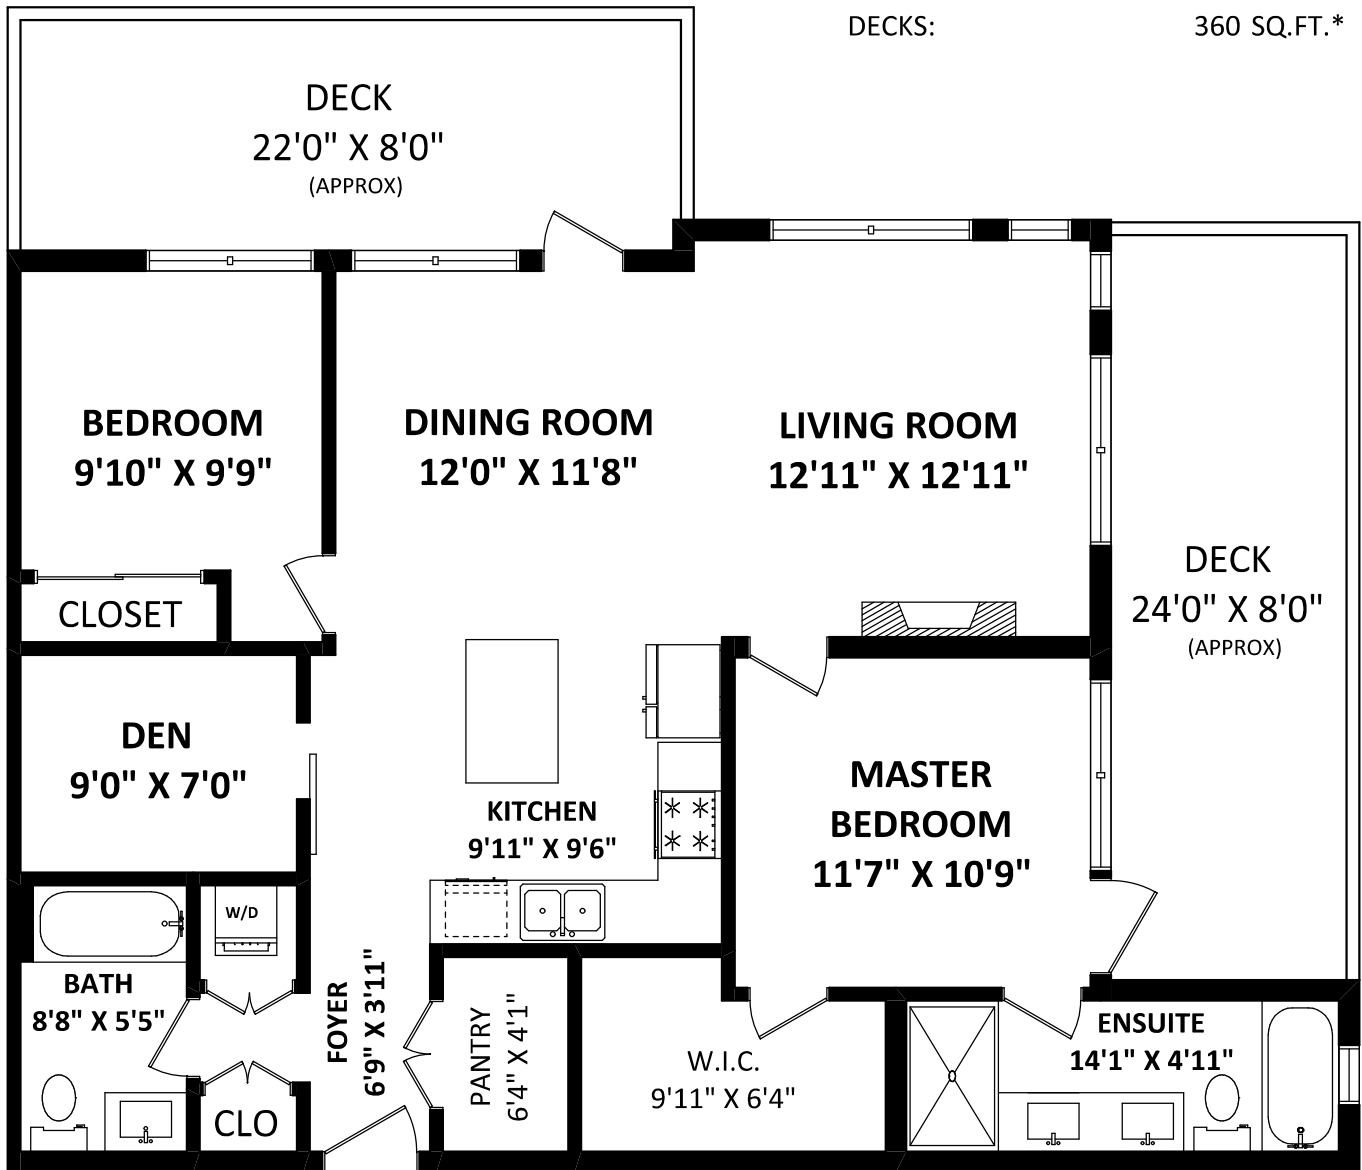 DECKS: 360 SQ.FT.*
DECK
22'0" X 8'0"
(APPROX)
BEDROOM
9'10" X 9'9"
DINING ROOM
12'0" X 11'8"
LIVING ROOM
12'11" X 12'11"
DECK
24'0" X 8'0"
(APPROX)
CLOSET
DEN
9'0" X 7'0"
KITCHEN
9'11" X 9'6"
MASTER
BEDROOM
11'7" X 10'9"
W/D
BATH
8'8" X 5'5"
FOYER
6'9" X 3'11"
PANTRY
6'4" X 4'1"
W.I.C.
9'11" X 6'4"
ENSUITE
14'1" X 4'11"
CLO